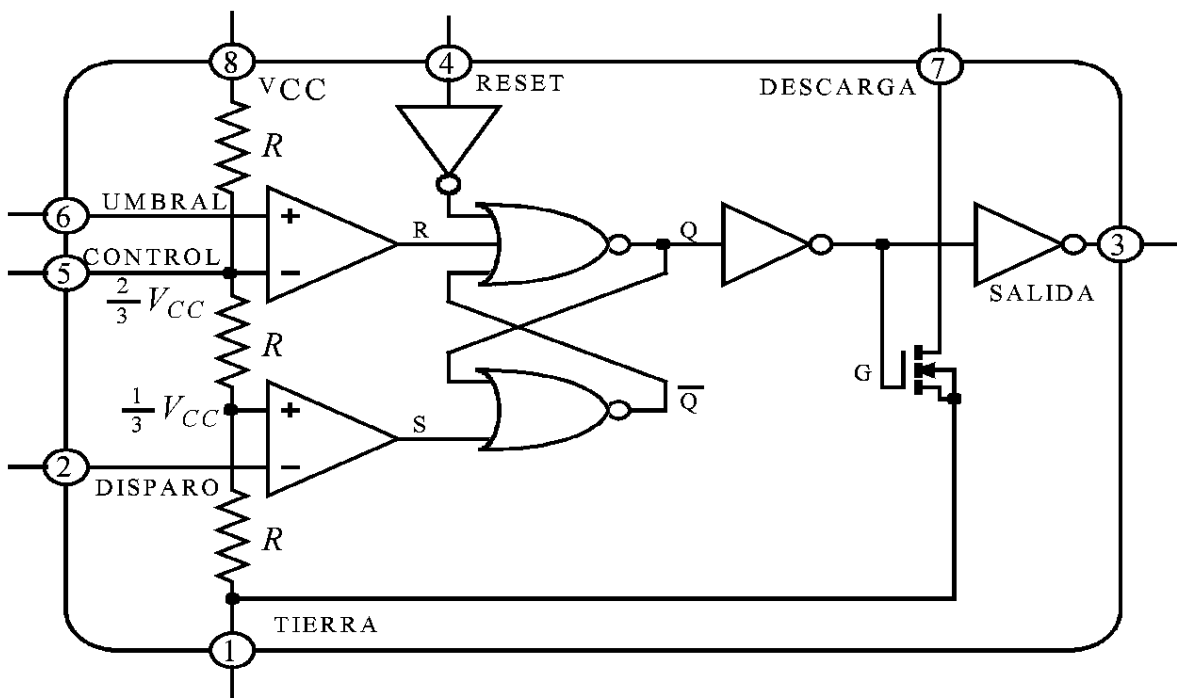 8
VCC
4
RESET
7
DESCARGA
R
6
UMBRAL
+
R
Q
3
5
CONTROL
−
SALIDA
2/3 VCC
R
G
1/3 VCC
+
Q̅
S
2
DISPARO
−
R
TIERRA
1